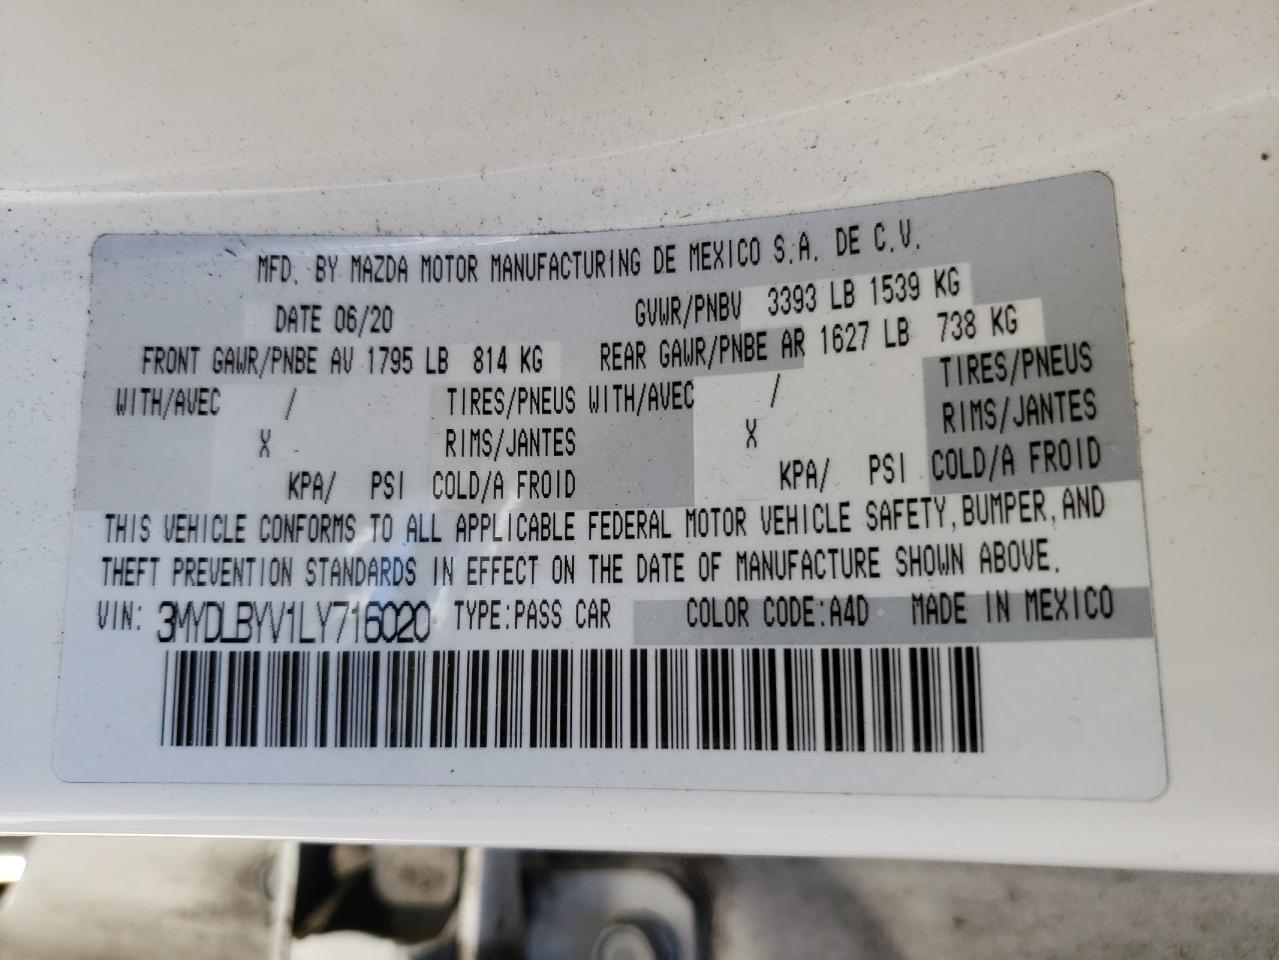 MFD. BY MAZDA MOTOR MANUFACTURING DE MEXICO S.A. DE C.V.
DATE 06/20 GVWR/PNBV 3393 LB 1539 KG
FRONT GAWR/PNBE AV 1795 LB 814 KG REAR GAWR/PNBE AR 1627 LB 738 KG
WITH/AVEC / TIRES/PNEUS WITH/AVEC / TIRES/PNEUS
X RIMS/JANTES X RIMS/JANTES
KPA/ PSI COLD/A FROID KPA/ PSI COLD/A FROID
THIS VEHICLE CONFORMS TO ALL APPLICABLE FEDERAL MOTOR VEHICLE SAFETY, BUMPER, AND
THEFT PREVENTION STANDARDS IN EFFECT ON THE DATE OF MANUFACTURE SHOWN ABOVE.
VIN: 3MYDLBYV1LY716020 TYPE:PASS CAR COLOR CODE:A4D MADE IN MEXICO